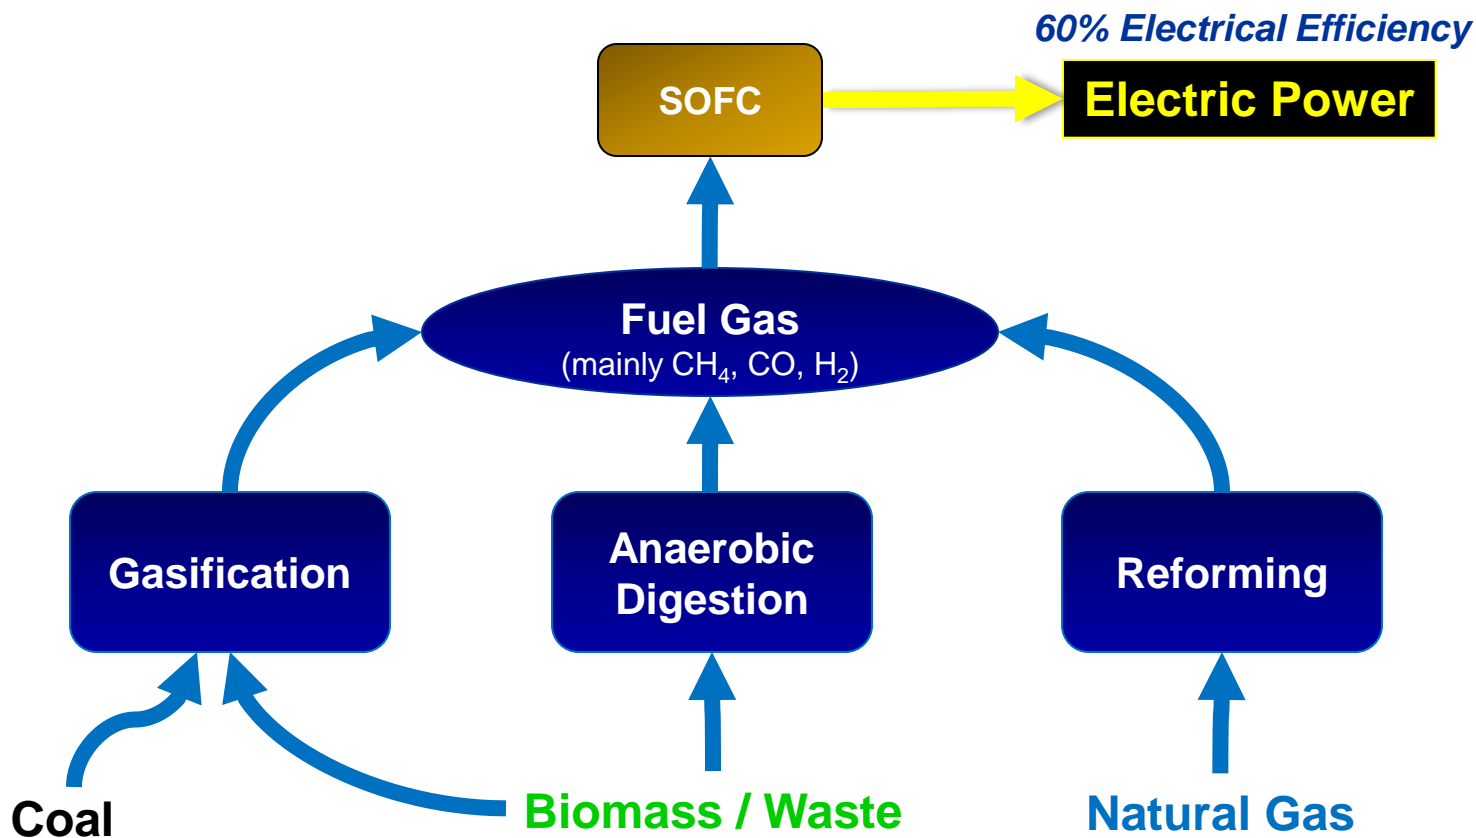 60% Electrical Efficiency
SOFC
Electric Power
Fuel Gas
(mainly CH₄, CO, H₂)
Gasification
Anaerobic
Digestion
Reforming
Coal
Biomass / Waste
Natural Gas